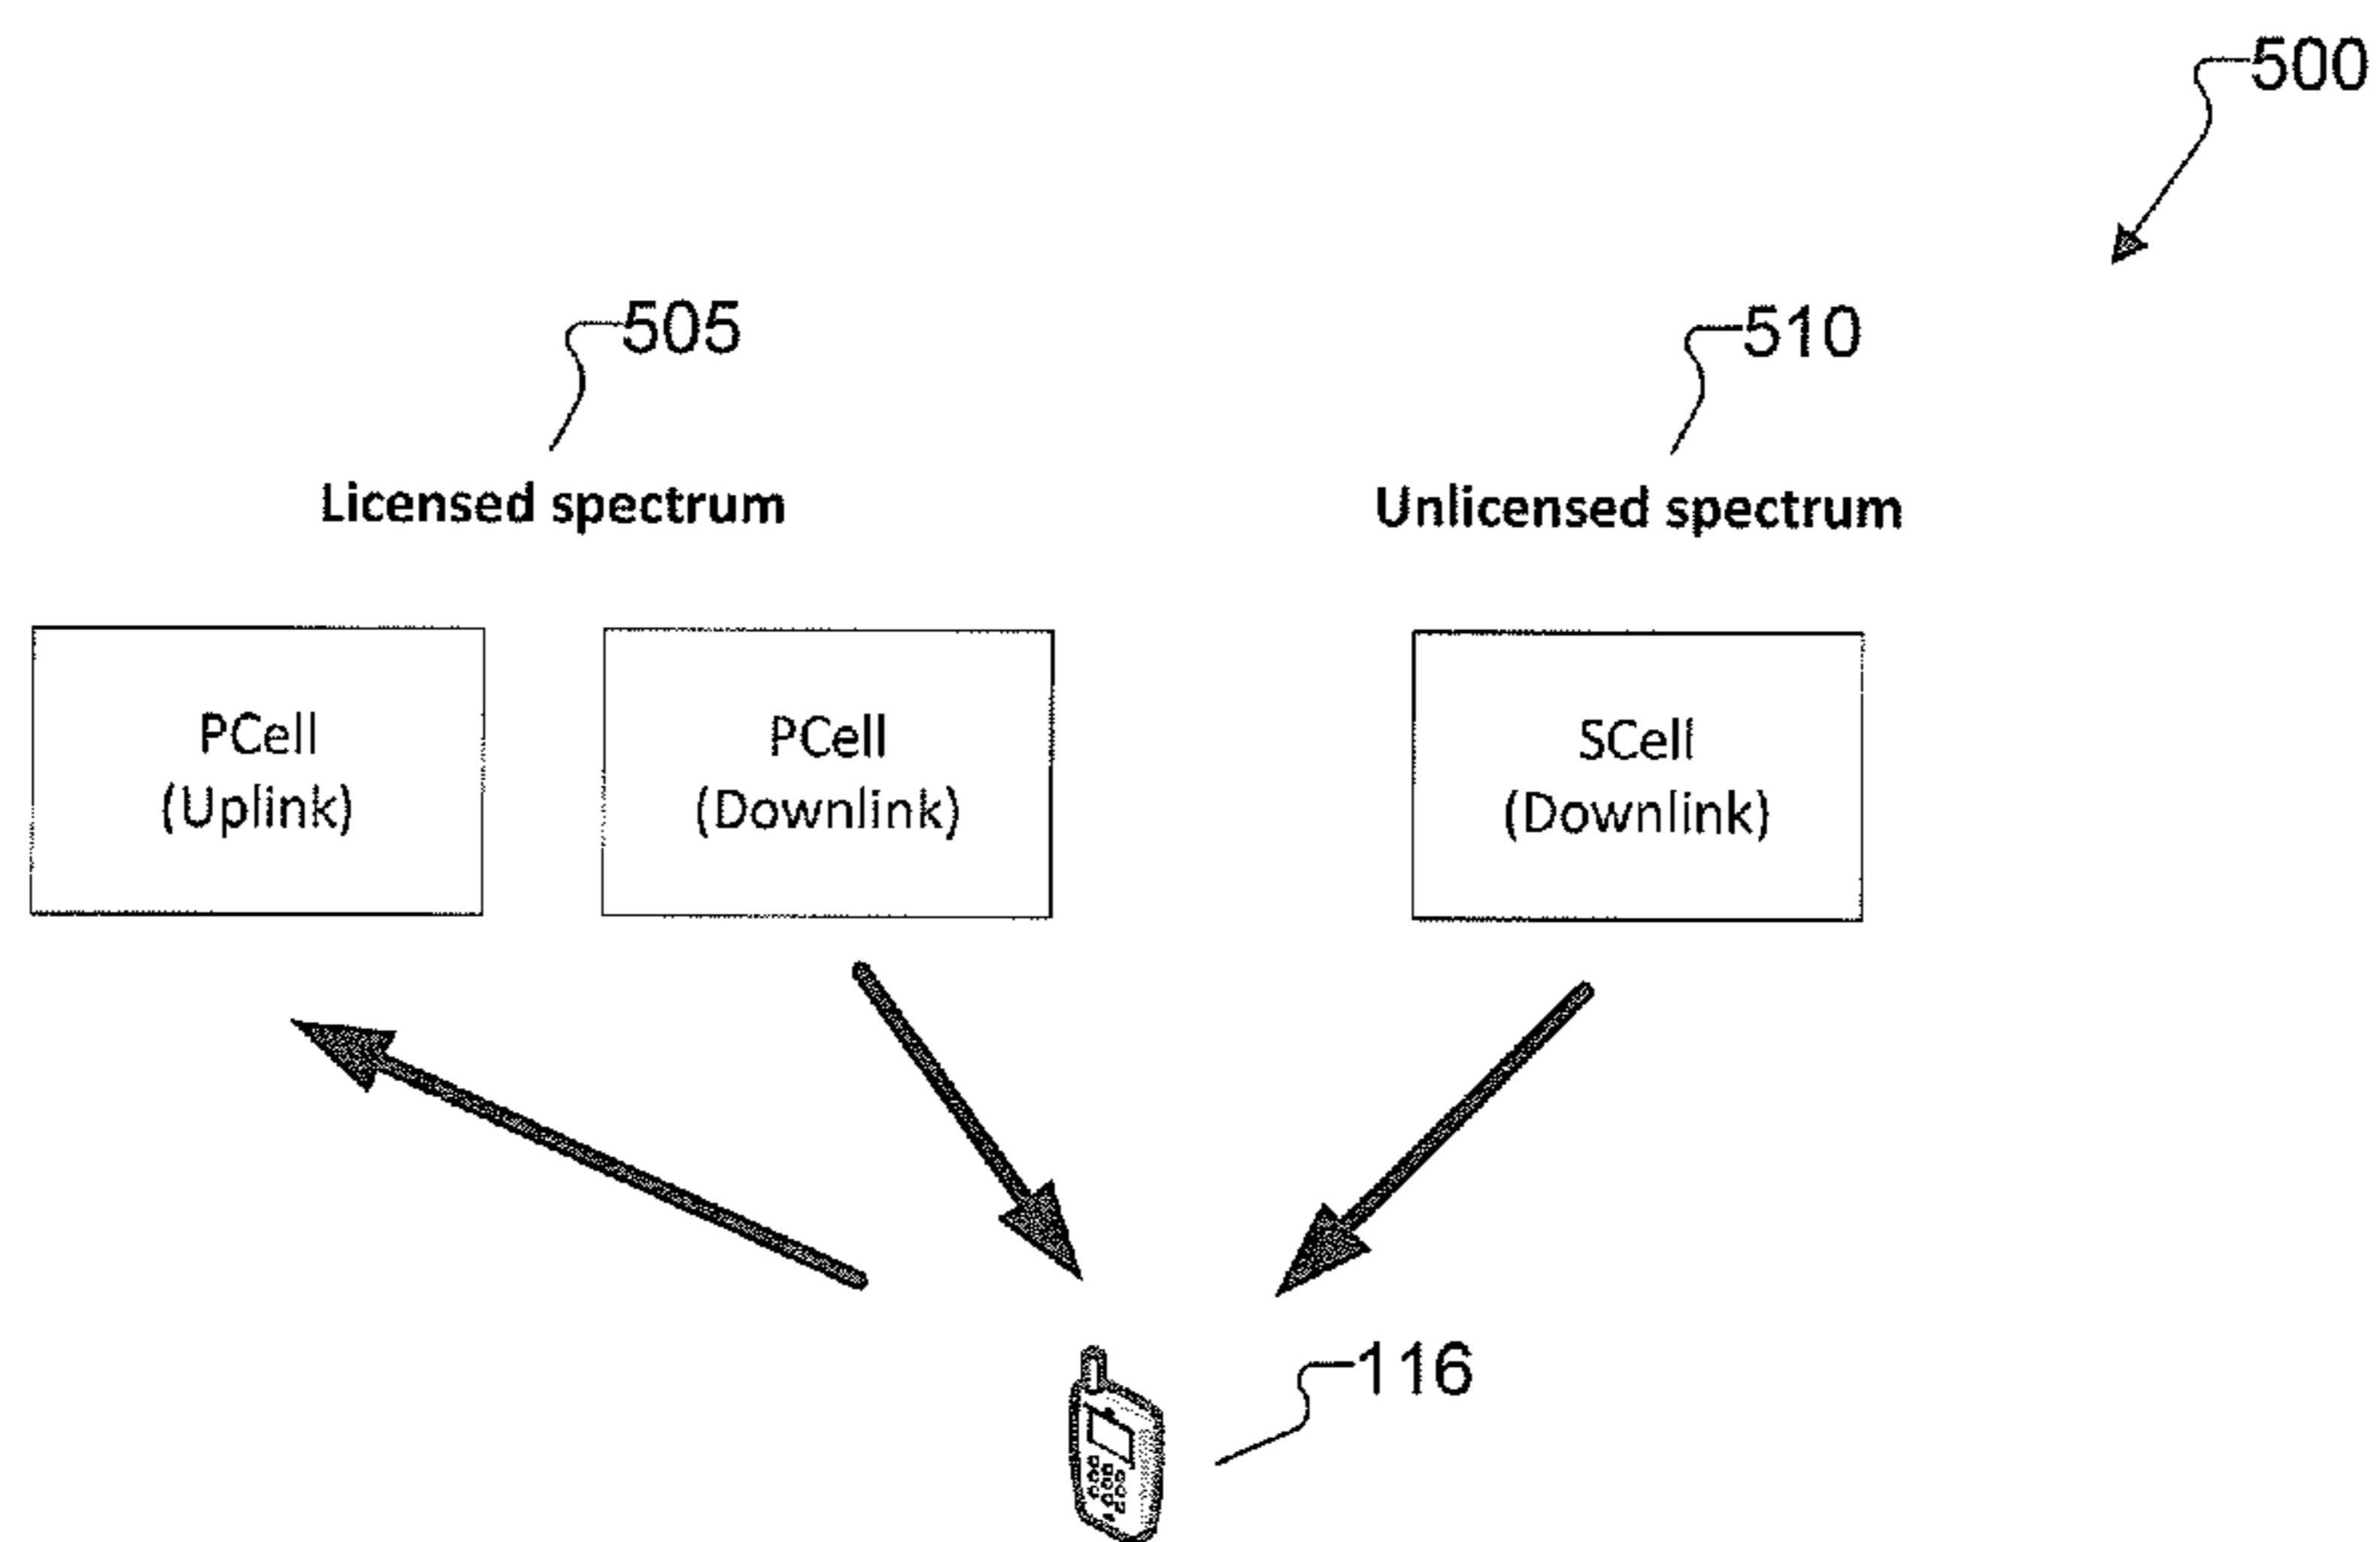 500
505
510
Licensed spectrum
Unlicensed spectrum
PCell
(Uplink)
PCell
(Downlink)
SCell
(Downlink)
116